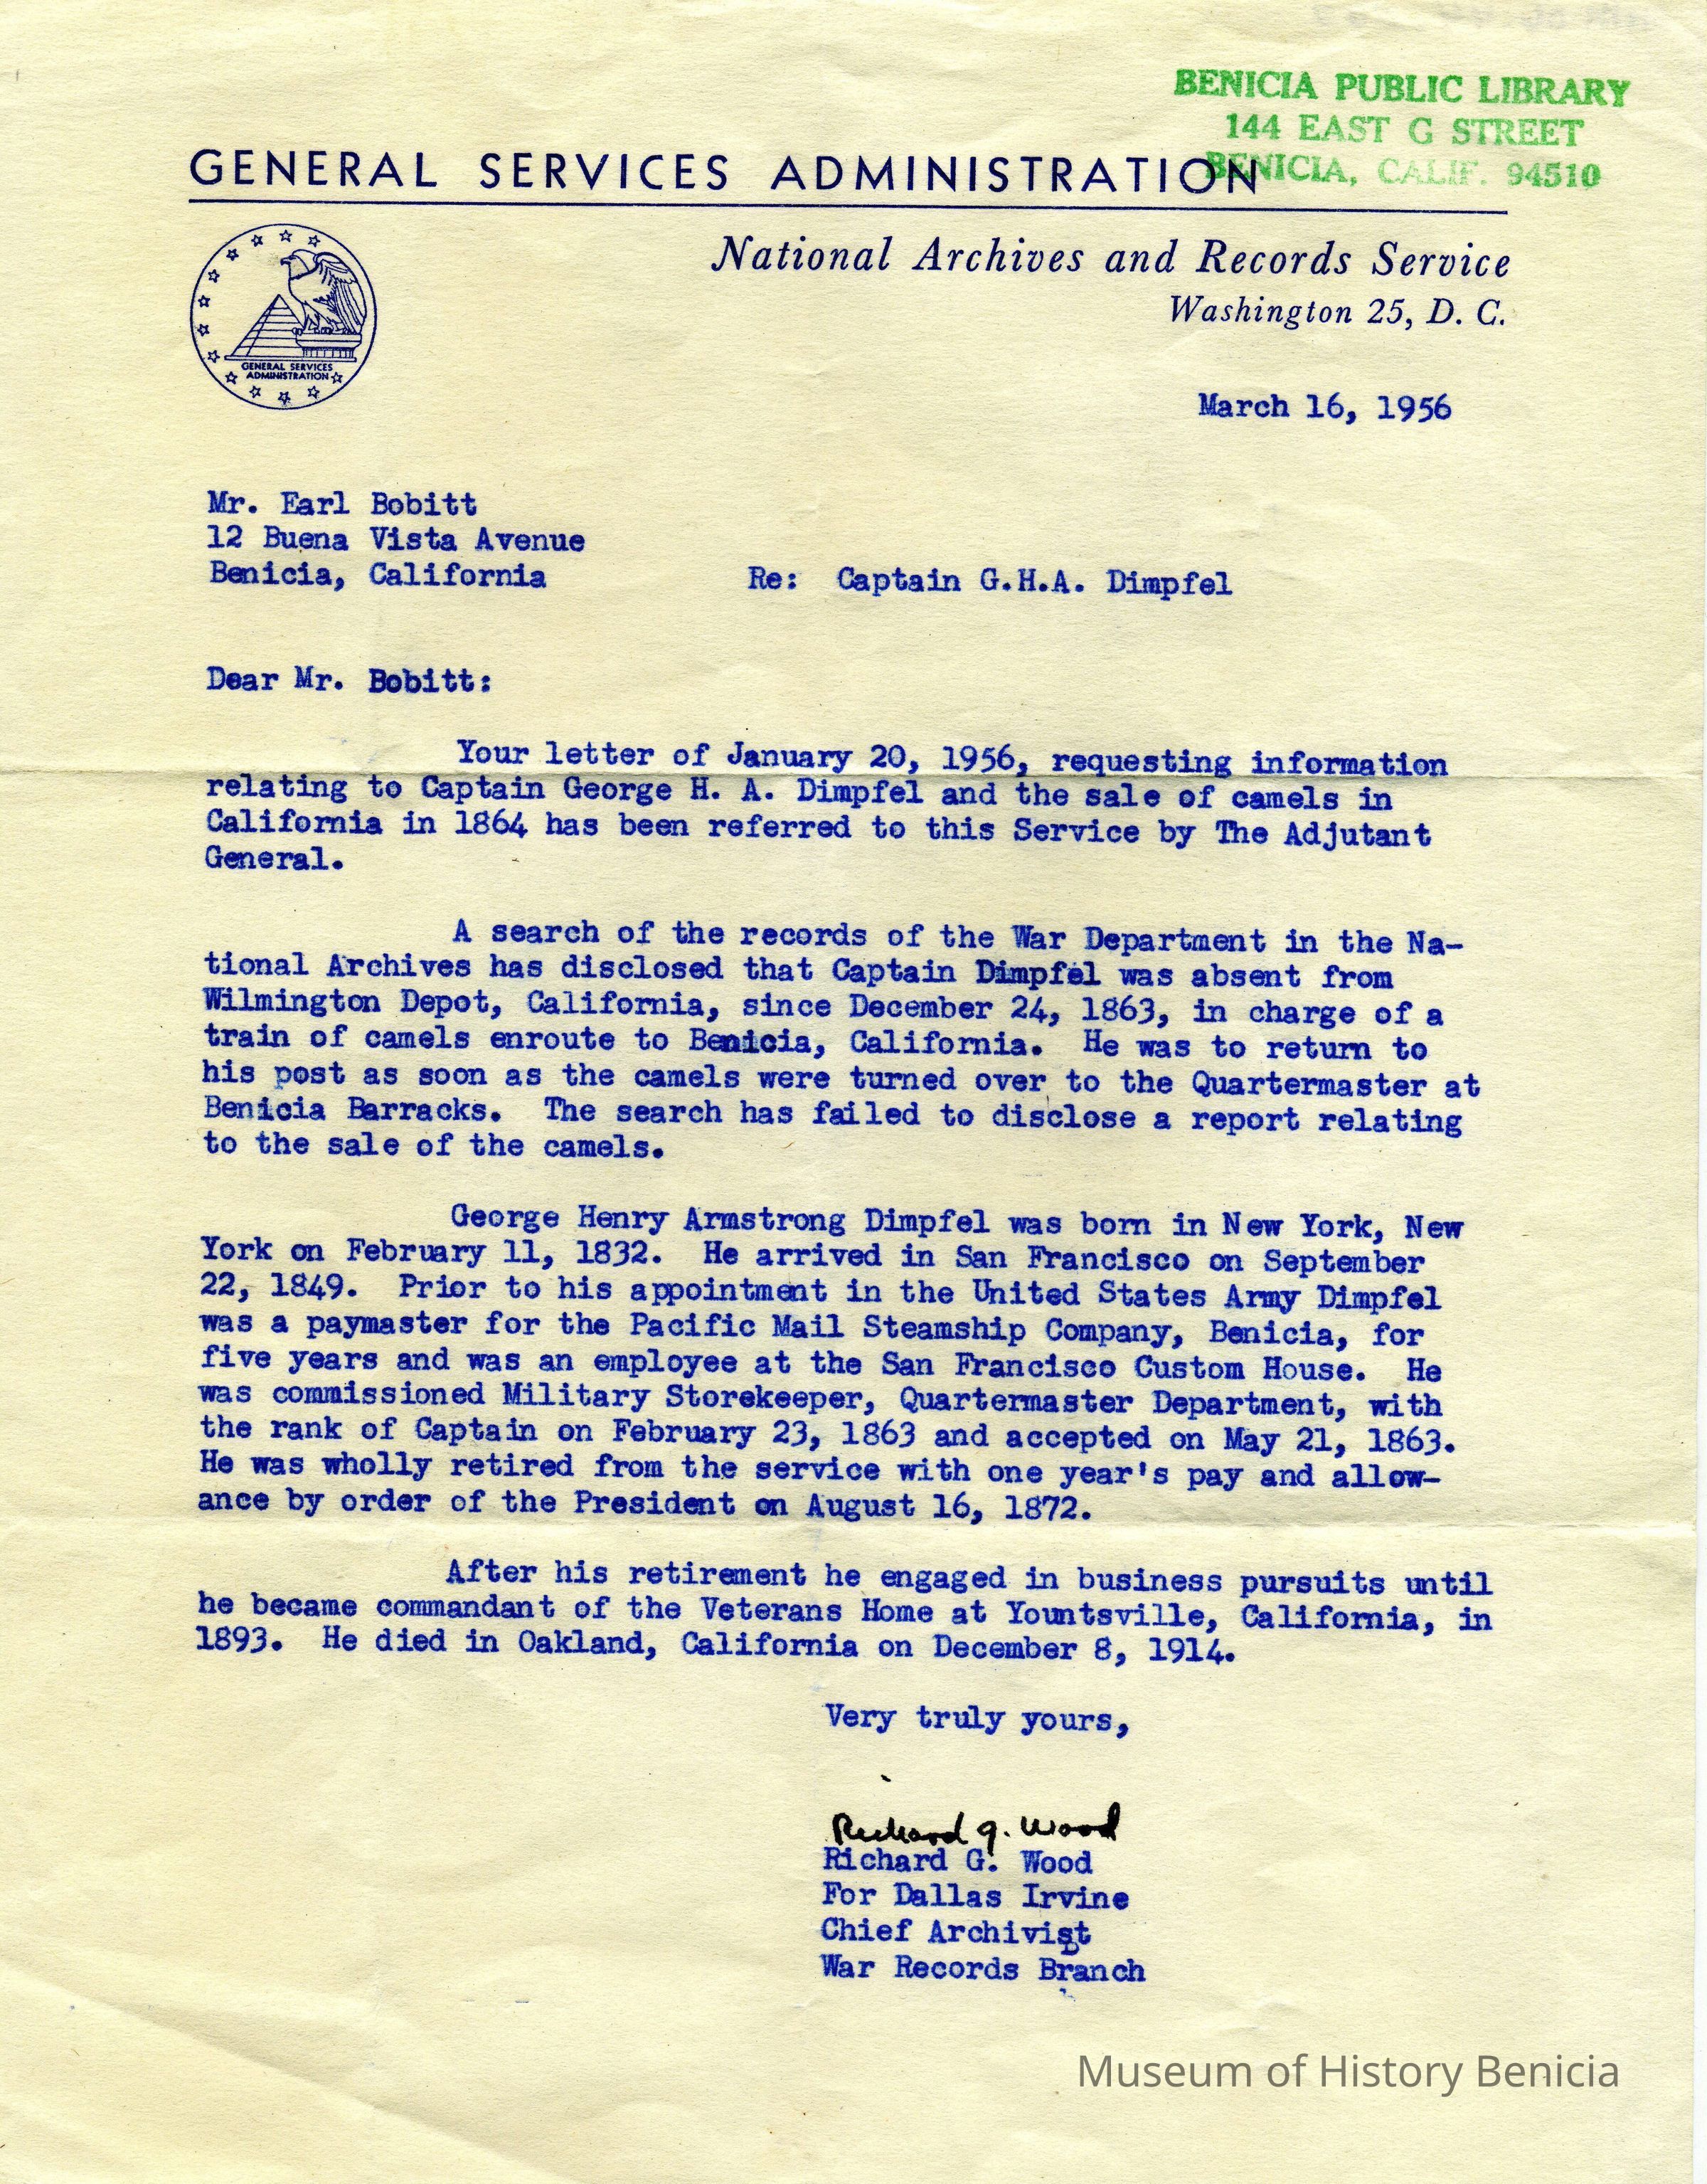 BENICIA PUBLIC LIBRARY
144 EAST G STREET
BENICIA, CALIF. 94510
GENERAL SERVICES ADMINISTRATION
National Archives and Records Service
Washington 25, D. C.
GENERAL SERVICES
ADMINISTRATION
March 16, 1956
Mr. Earl Bobitt
12 Buena Vista Avenue
Benicia, California
Re: Captain G.H.A. Dimpfel
Dear Mr. Bobitt:
Your letter of January 20, 1956, requesting information
relating to Captain George H. A. Dimpfel and the sale of camels in
California in 1864 has been referred to this Service by The Adjutant
General.
A search of the records of the War Department in the Na-
tional Archives has disclosed that Captain Dimpfel was absent from
Wilmington Depot, California, since December 24, 1863, in charge of a
train of camels enroute to Benicia, California. He was to return to
his post as soon as the camels were turned over to the Quartermaster at
Benicia Barracks. The search has failed to disclose a report relating
to the sale of the camels.
George Henry Armstrong Dimpfel was born in New York, New
York on February 11, 1832. He arrived in San Francisco on September
22, 1849. Prior to his appointment in the United States Army Dimpfel
was a paymaster for the Pacific Mail Steamship Company, Benicia, for
five years and was an employee at the San Francisco Custom House. He
was commissioned Military Storekeeper, Quartermaster Department, with
the rank of Captain on February 23, 1863 and accepted on May 21, 1863.
He was wholly retired from the service with one year's pay and allow-
ance by order of the President on August 16, 1872.
After his retirement he engaged in business pursuits until
he became commandant of the Veterans Home at Yountsville, California, in
1893. He died in Oakland, California on December 8, 1914.
Very truly yours,
Richard G. Wood
Richard G. Wood
For Dallas Irvine
Chief Archivist
War Records Branch
Museum of History Benicia